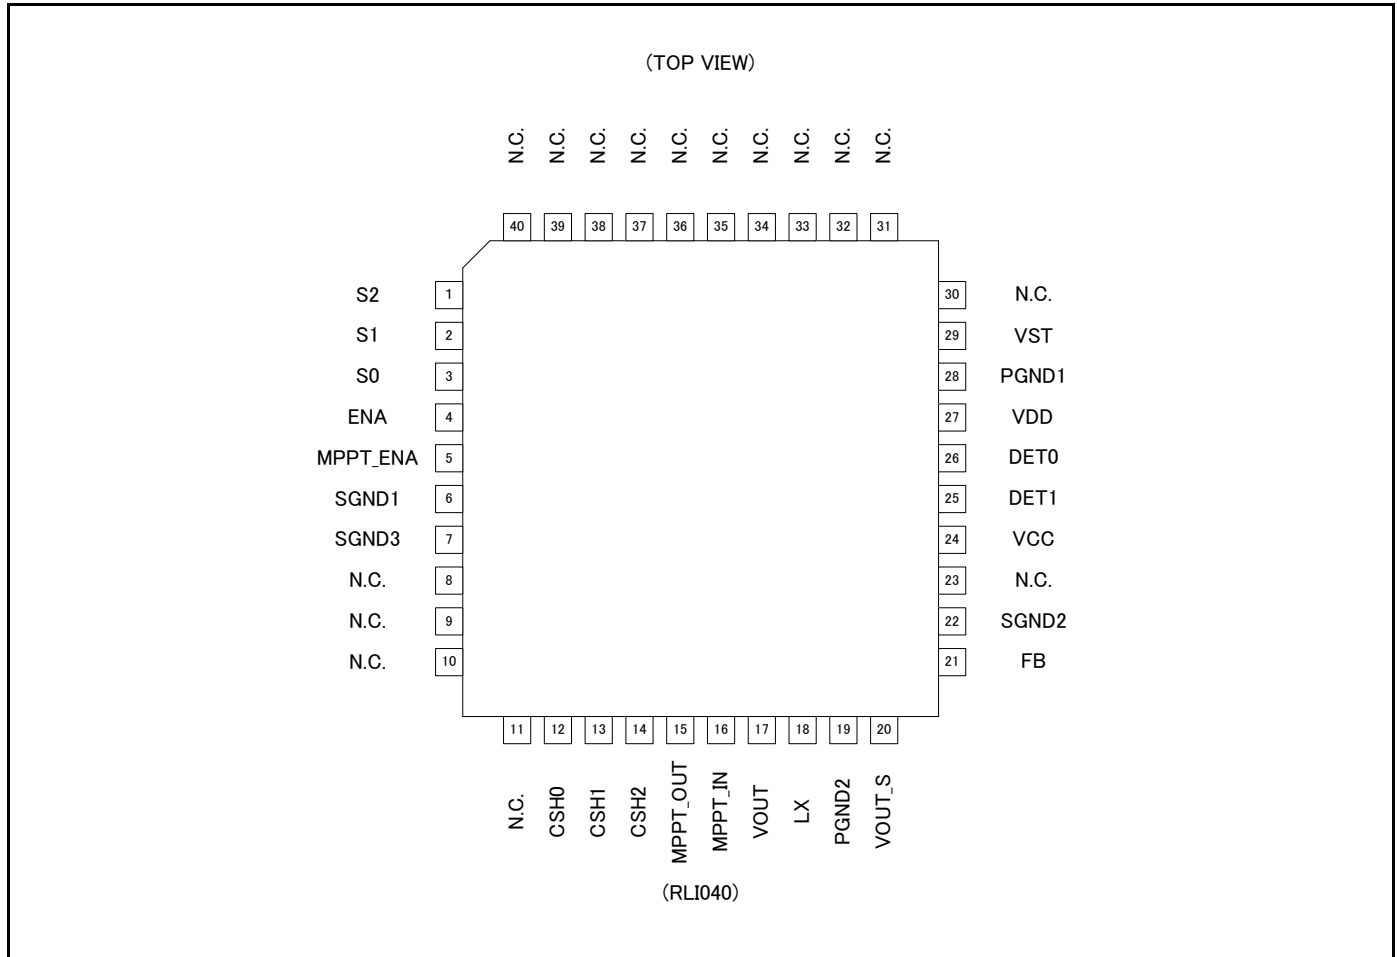 (TOP VIEW)
N.C. N.C. N.C. N.C. N.C. N.C. N.C. N.C. N.C. N.C.
40 39 38 37 36 35 34 33 32 31
S2 1 30 N.C.
S1 2 29 VST
S0 3 28 PGND1
ENA 4 27 VDD
MPPT_ENA 5 26 DET0
SGND1 6 25 DET1
SGND3 7 24 VCC
N.C. 8 23 N.C.
N.C. 9 22 SGND2
N.C. 10 21 FB
11 12 13 14 15 16 17 18 19 20
N.C. CSH0 CSH1 CSH2 MPPT_OUT MPPT_IN VOUT LX PGND2 VOUT_S
(RLI040)